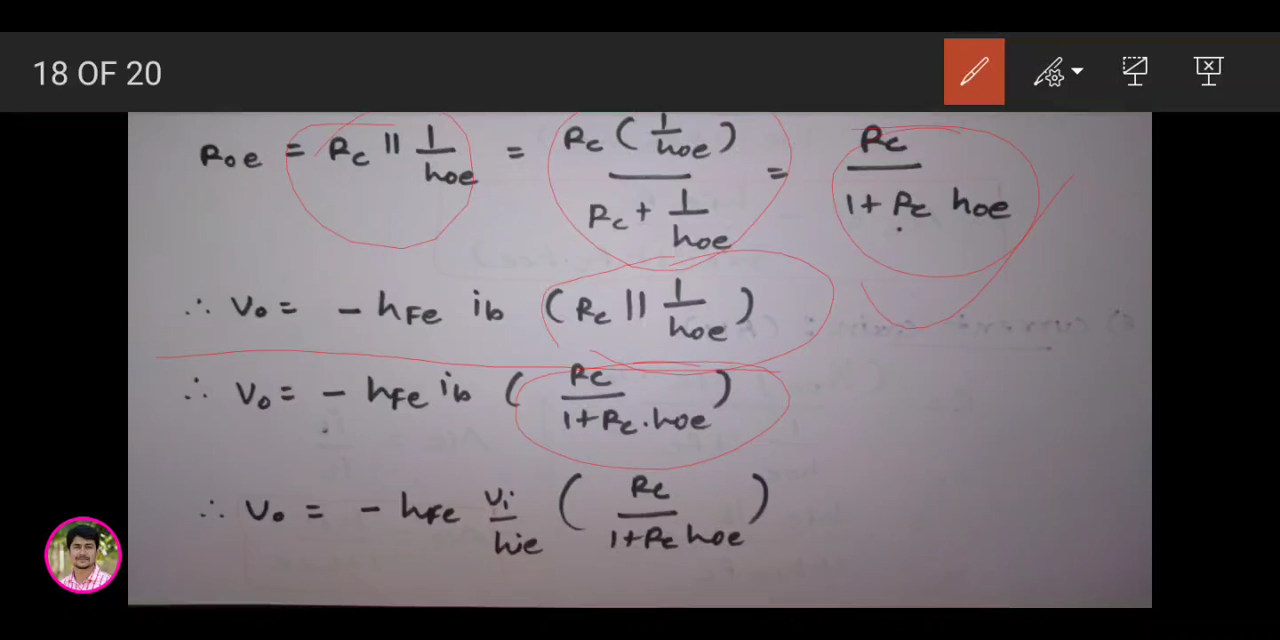 18 OF 20
Roe = Rc || 1/hoe = Rc (1/hoe) / (Rc + 1/hoe) = Rc / (1 + Rc hoe)
∴ Vo = - hFe ib (Rc || 1/hoe)
∴ Vo = - hFe ib (Rc / (1 + Rc . hoe))
∴ Vo = - hFe Vi/hie (Rc / (1 + Rc hoe))